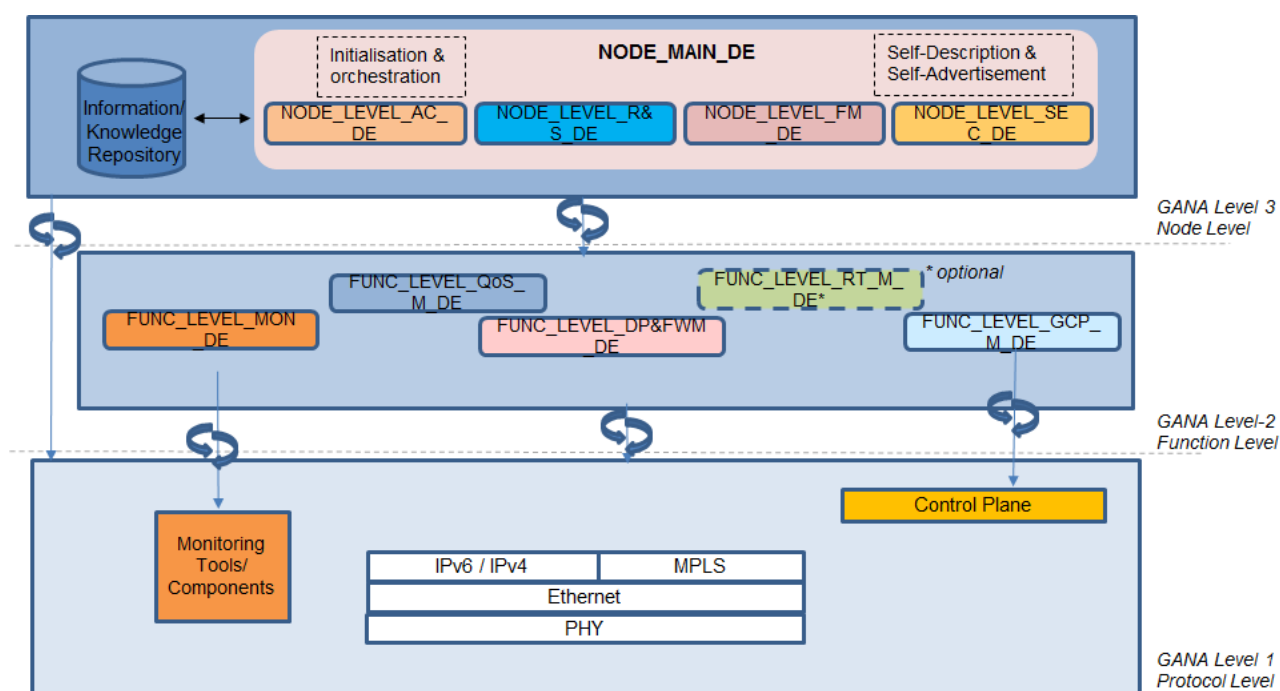 Initialisation &
orchestration
NODE_MAIN_DE
Self-Description &
Self-Advertisement
Information/
Knowledge
Repository
NODE_LEVEL_AC_
DE
NODE_LEVEL_R&
S_DE
NODE_LEVEL_FM
_DE
NODE_LEVEL_SE
C_DE
GANA Level 3
Node Level
FUNC_LEVEL_MON
_DE
FUNC_LEVEL_QoS_
M_DE
FUNC_LEVEL_DP&FWM
_DE
FUNC_LEVEL_RT_M_
DE*
* optional
FUNC_LEVEL_GCP_
M_DE
GANA Level-2
Function Level
Monitoring
Tools/
Components
Control Plane
IPv6 / IPv4
MPLS
Ethernet
PHY
GANA Level 1
Protocol Level